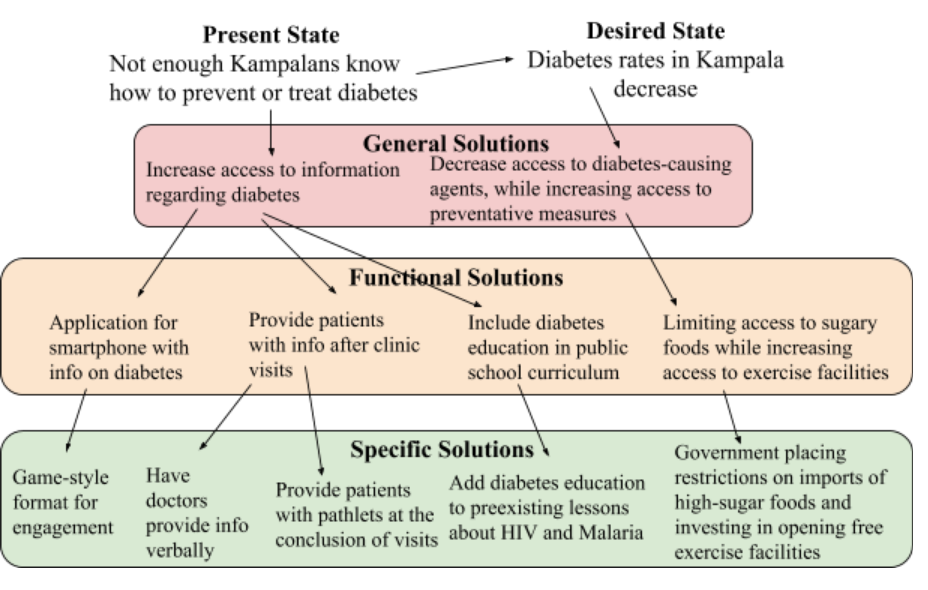 Present State
Not enough Kampalans know
how to prevent or treat diabetes
Desired State
Diabetes rates in Kampala
decrease
General Solutions
Increase access to information
regarding diabetes
Decrease access to diabetes-causing
agents, while increasing access to
preventative measures
Functional Solutions
Application for
smartphone with
info on diabetes
Provide patients
with info after clinic
visits
Include diabetes
education in public
school curriculum
Limiting access to sugary
foods while increasing
access to exercise facilities
Specific Solutions
Game-style
format for
engagement
Have
doctors
provide info
verbally
Provide patients
with pathlets at the
conclusion of visits
Add diabetes education
to preexisting lessons
about HIV and Malaria
Government placing
restrictions on imports of
high-sugar foods and
investing in opening free
exercise facilities